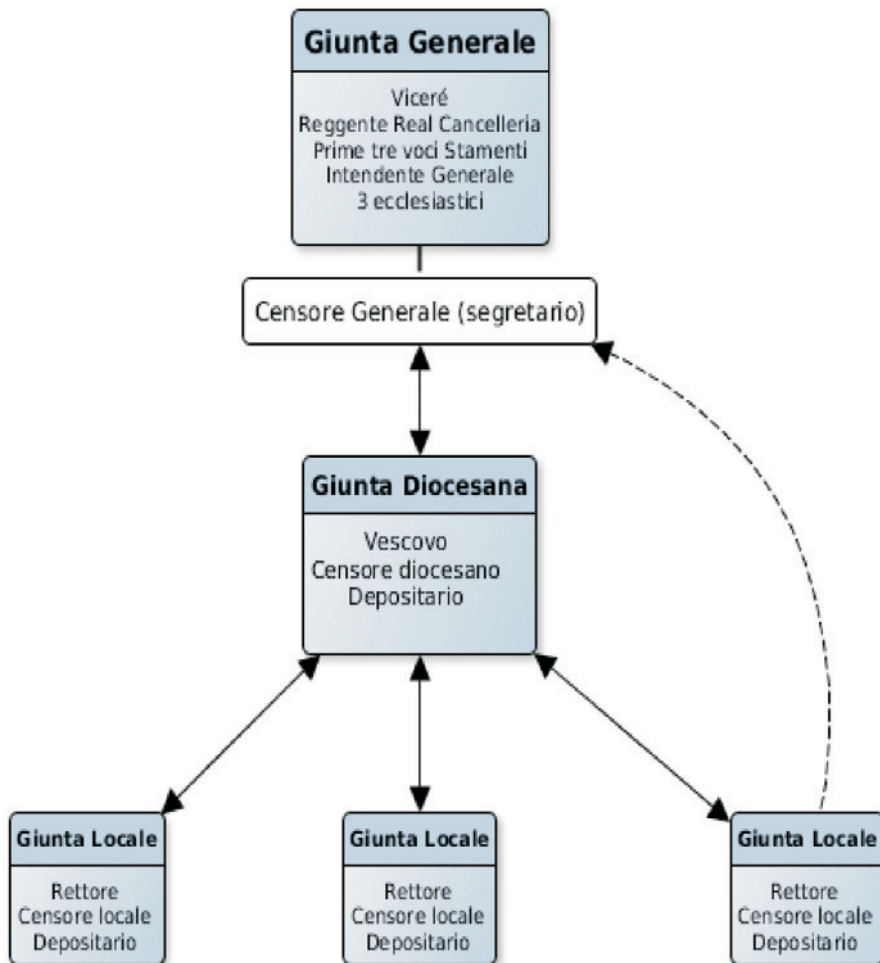 Giunta Generale
Viceré
Reggente Real Cancelleria
Prime tre voci Stamenti
Intendente Generale
3 ecclesiastici
Censore Generale (segretario)
Giunta Diocesana
Vescovo
Censore diocesano
Depositario
Giunta Locale
Rettore
Censore locale
Depositario
Giunta Locale
Rettore
Censore locale
Depositario
Giunta Locale
Rettore
Censore locale
Depositario